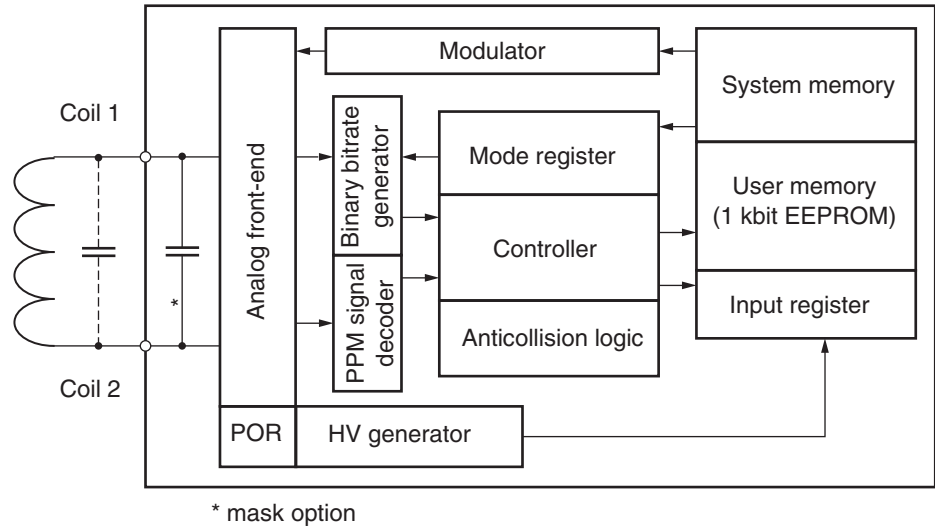 Modulator
System memory
Coil 1
Analog front-end
Binary bitrate
generator
Mode register
User memory
(1 kbit EEPROM)
Controller
*
PPM signal
decoder
Input register
Anticollision logic
Coil 2
POR
HV generator
* mask option